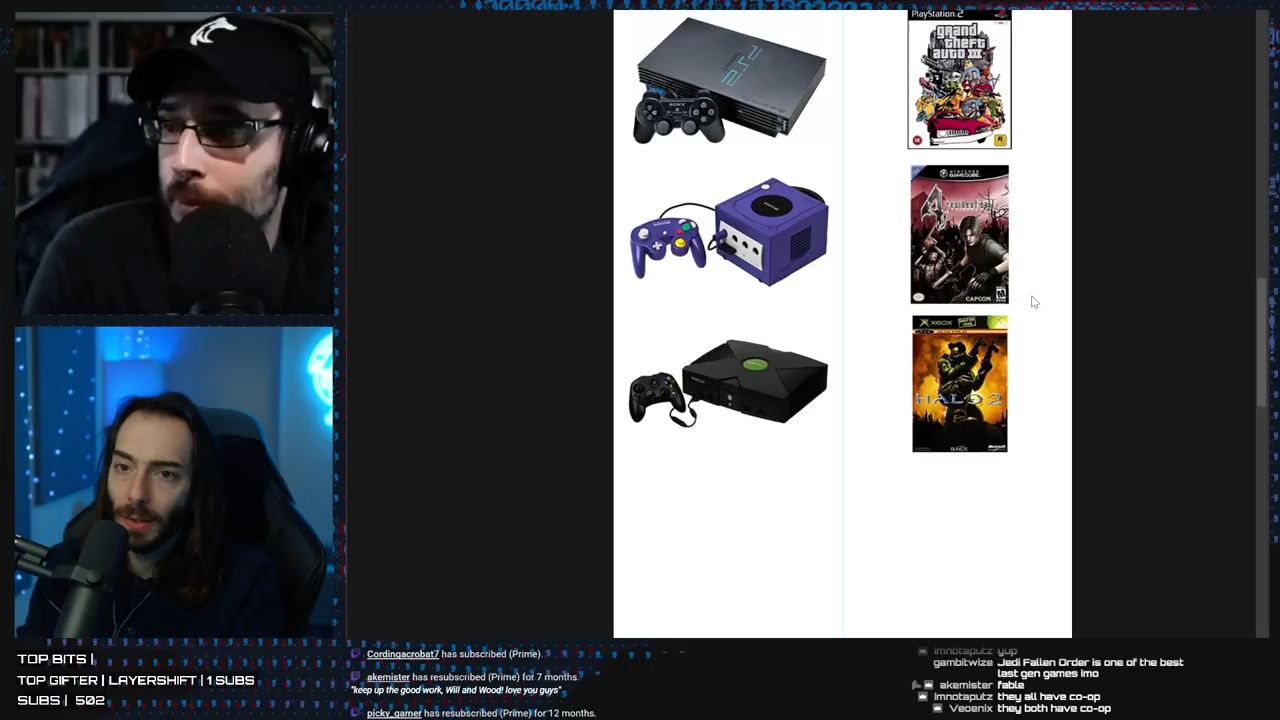 PlayStation 2
grand
theft
auto III
NINTENDO
GAMECUBE
resident evil
4
CAPCOM
XBOX
HALO 2
BUNGIE
Microsoft
SONY
TOP BITS |
TOP GIFTER | LAYERSHIFT | 1 SUBS
SUBS | 502
Cordingacrobat7 has subscribed (Prime).
akemister has resubscribed (Prime) for 7 months.
"keep up the good work, Will and Wood! love you guys"
picky_gamer has resubscribed (Prime) for 12 months.
imnotaputz yup
gambitwize Jedi Fallen Order is one of the best
last gen games imo
akemister fable
imnotaputz they all have co-op
Veoenix they both have co-op